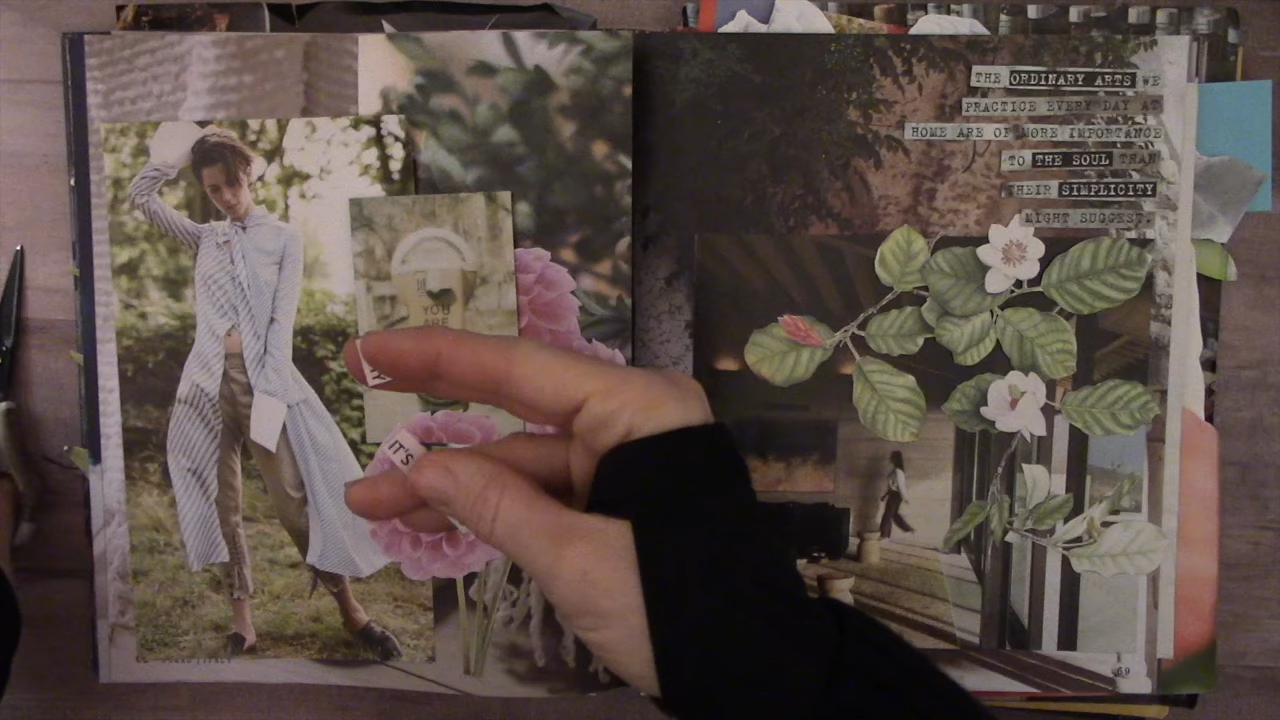 YOU
ARE
IT'S
THE ORDINARY ARTS WE
PRACTICE EVERY DAY AT
HOME ARE OF MORE IMPORTANCE
TO THE SOUL THAN
THEIR SIMPLICITY
MIGHT SUGGEST.
69